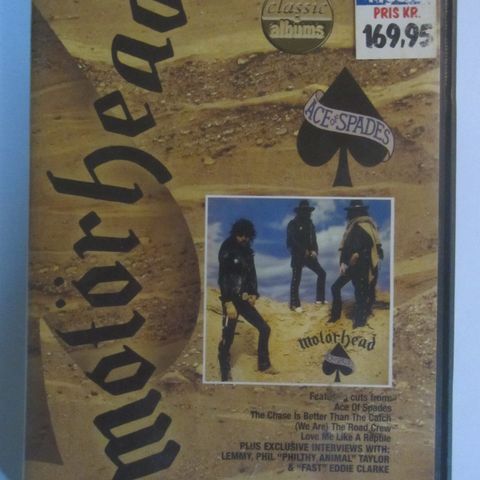 classic
albums
PRIS KR.
169,95
motörhead
ACE OF SPADES
motörhead
Featuring cuts from:
Ace Of Spades
The Chase Is Better Than The Catch
(We Are) The Road Crew
Love Me Like A Reptile
PLUS EXCLUSIVE INTERVIEWS WITH:
LEMMY, PHIL "PHILTHY ANIMAL" TAYLOR
& "FAST" EDDIE CLARKE